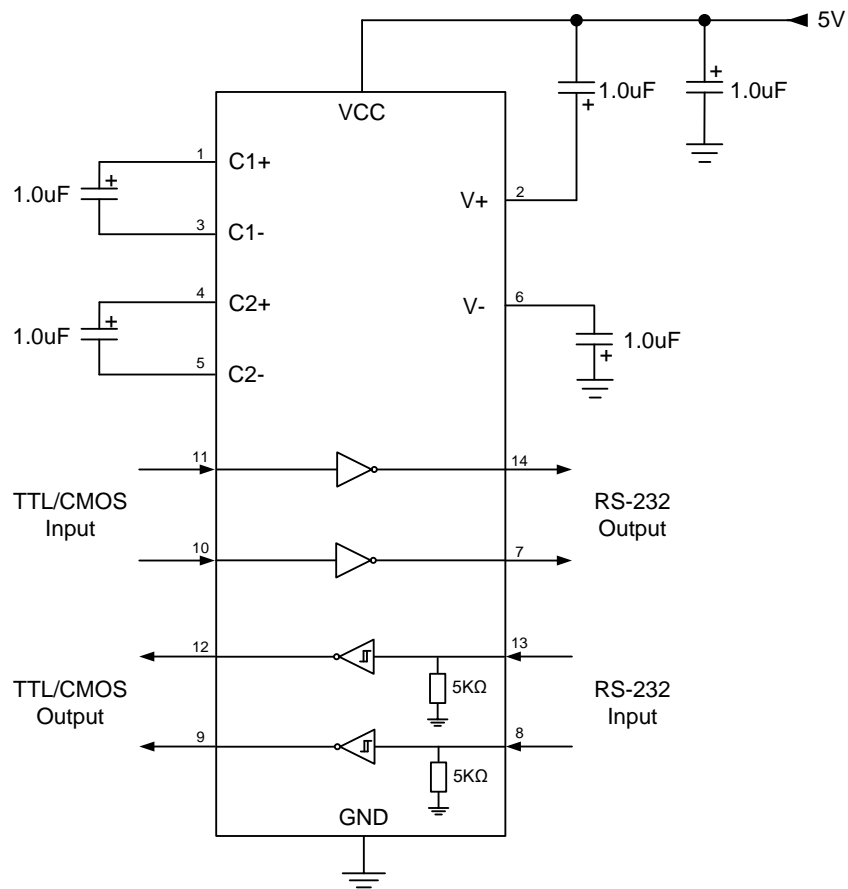 5V
1.0uF
1.0uF
VCC
1
C1+
1.0uF
3
C1-
V+
2
4
C2+
1.0uF
5
C2-
V-
6
1.0uF
11
14
TTL/CMOS
Input
RS-232
Output
10
7
12
13
TTL/CMOS
Output
5KΩ
RS-232
Input
9
8
5KΩ
GND